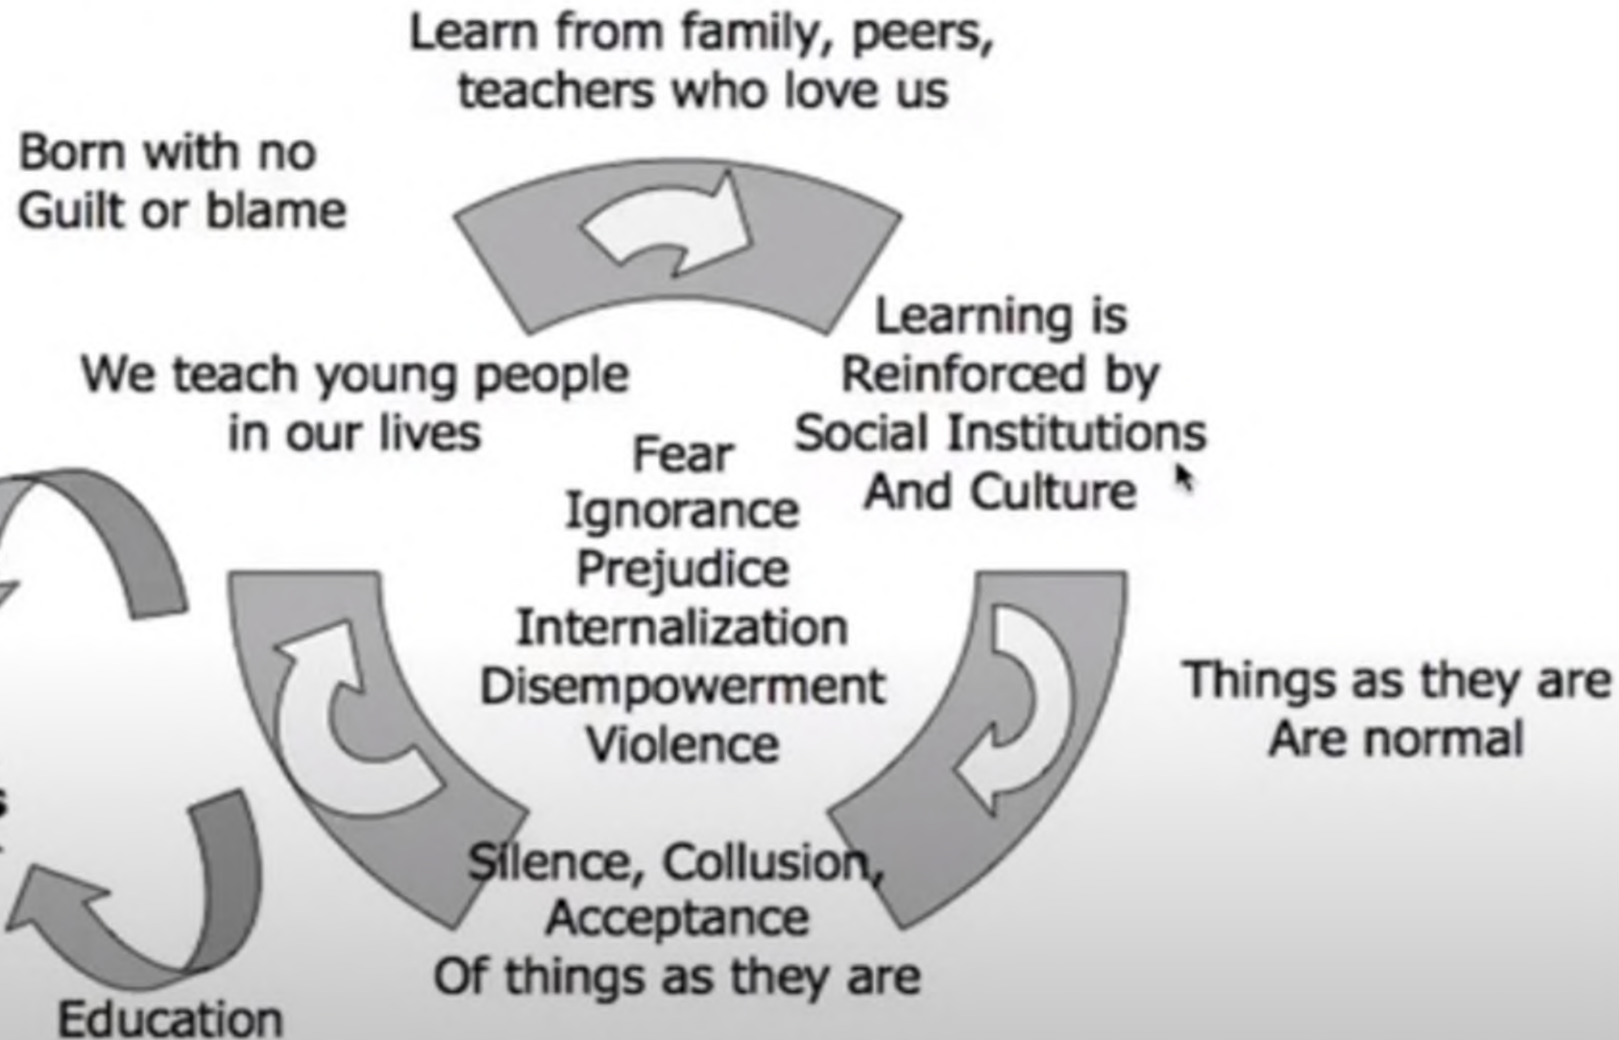 Learn from family, peers,
teachers who love us
Born with no
Guilt or blame
Learning is
Reinforced by
Social Institutions
And Culture
We teach young people
in our lives
Fear
Ignorance
Prejudice
Internalization
Disempowerment
Violence
Things as they are
Are normal
Silence, Collusion,
Acceptance
Of things as they are
Education